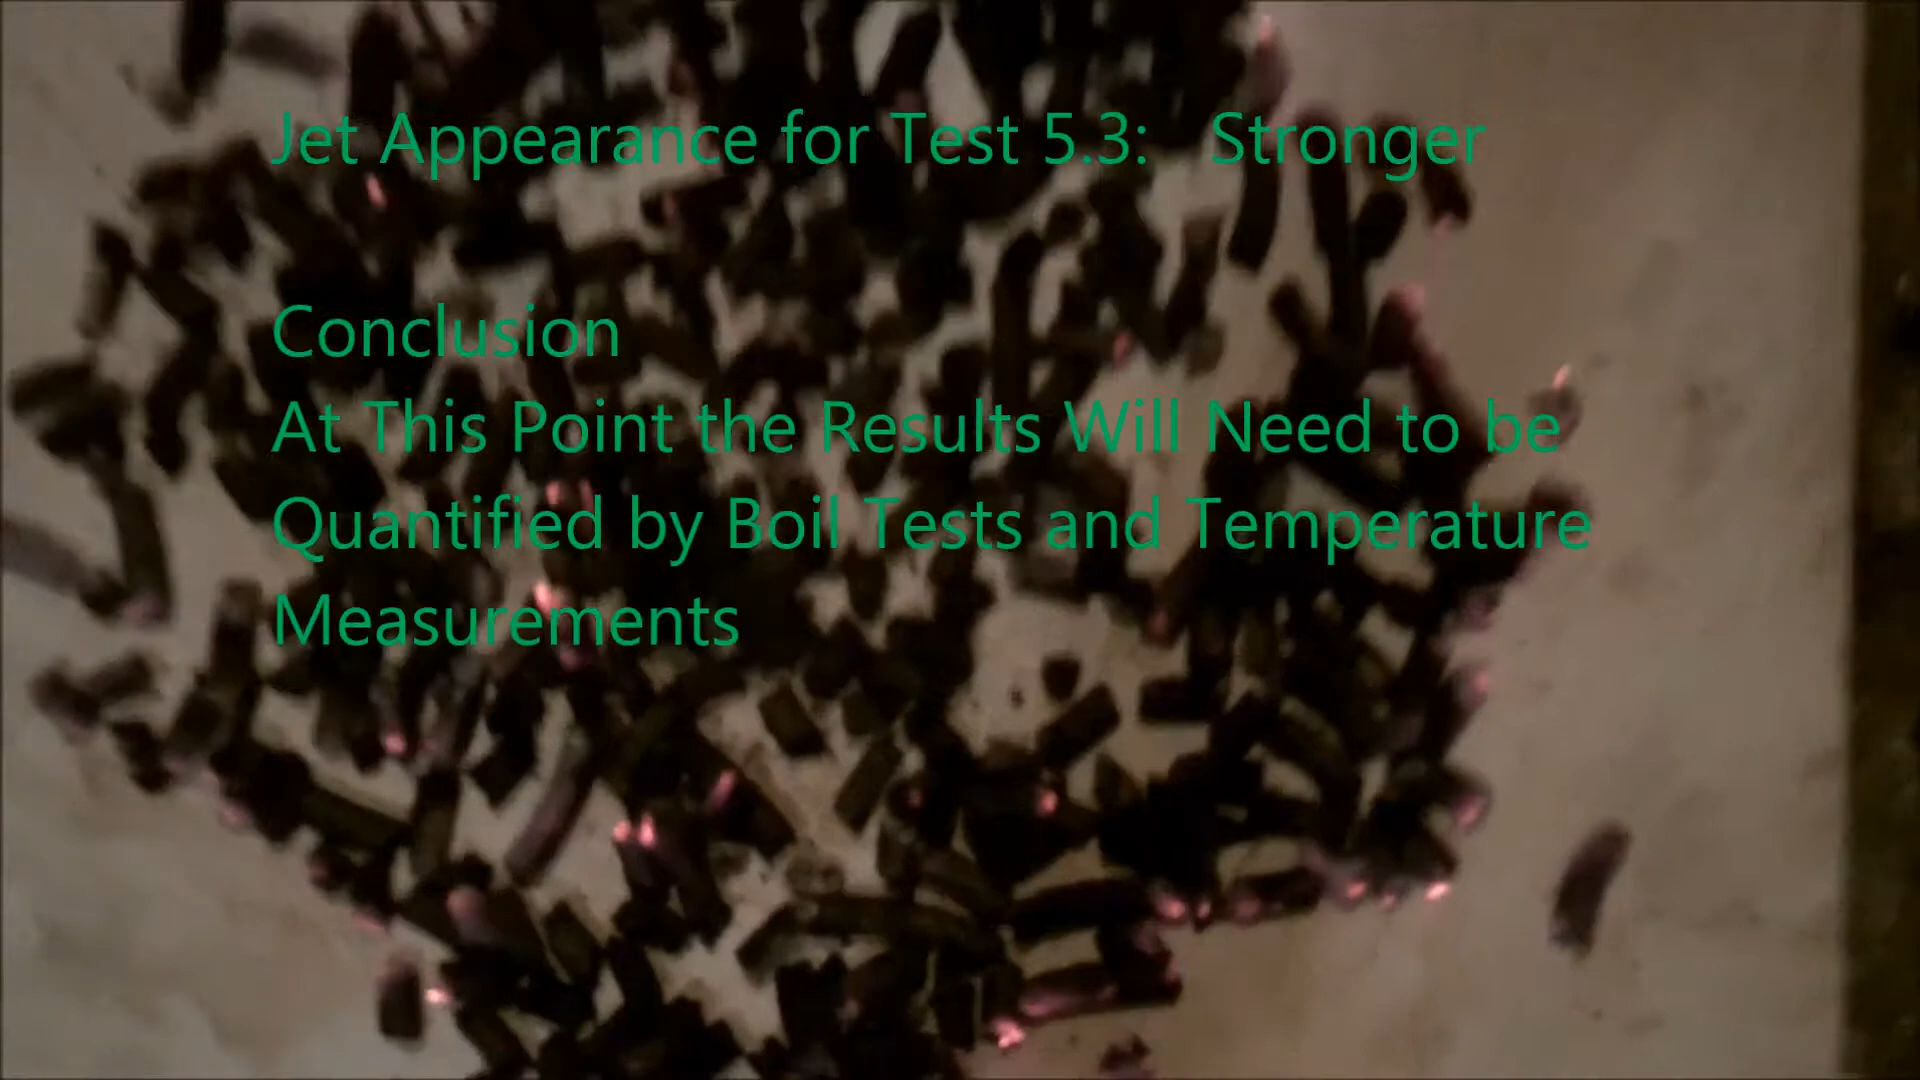 Jet Appearance for Test 5.3: Stronger
Conclusion
At This Point the Results Will Need to be
Quantified by Boil Tests and Temperature
Measurements